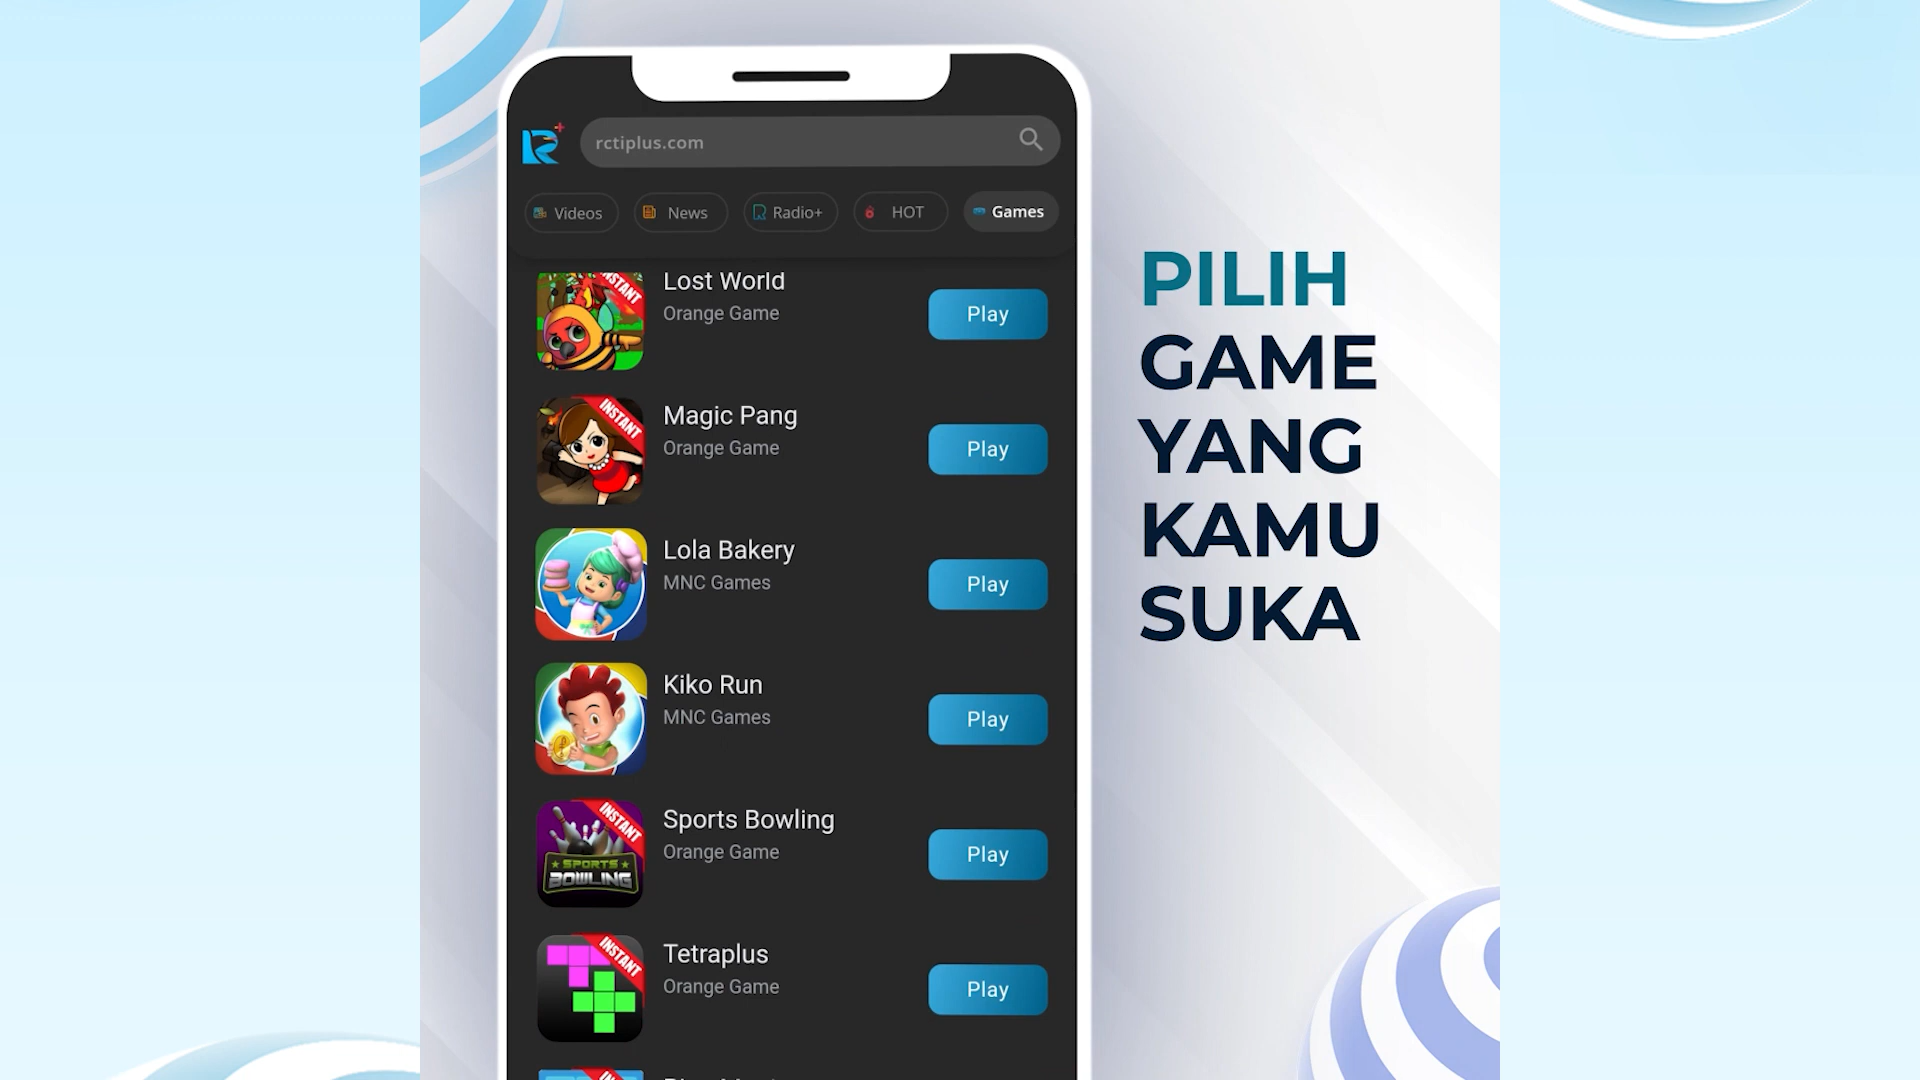 rctiplus.com
Videos
News
Radio+
HOT
Games
INSTANT
Lost World
Orange Game
Play
INSTANT
Magic Pang
Orange Game
Play
Lola Bakery
MNC Games
Play
Kiko Run
MNC Games
Play
INSTANT
SPORTS
BOWLING
Sports Bowling
Orange Game
Play
INSTANT
Tetraplus
Orange Game
Play
PILIH
GAME
YANG
KAMU
SUKA